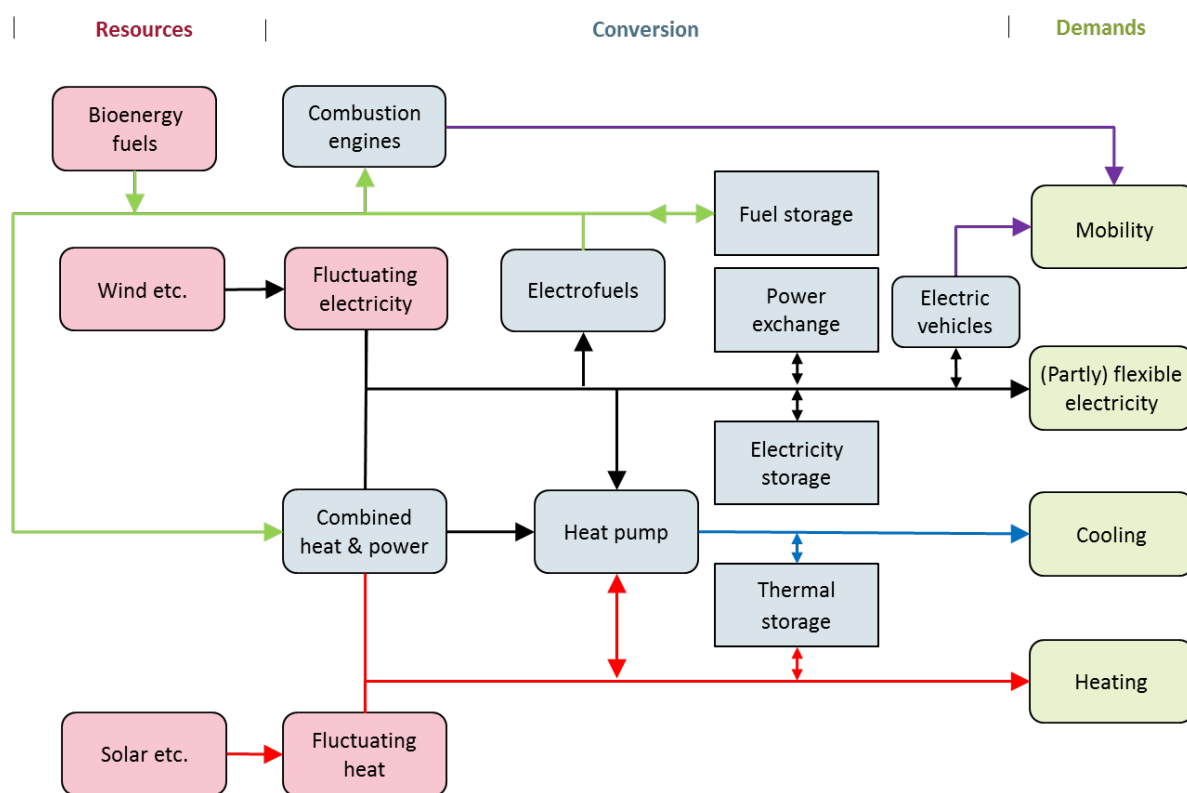 Resources
Conversion
Demands
Bioenergy
fuels
Combustion
engines
Fuel storage
Mobility
Wind etc.
Fluctuating
electricity
Electrofuels
Power
exchange
Electric
vehicles
(Partly) flexible
electricity
Electricity
storage
Combined
heat & power
Heat pump
Cooling
Thermal
storage
Heating
Solar etc.
Fluctuating
heat